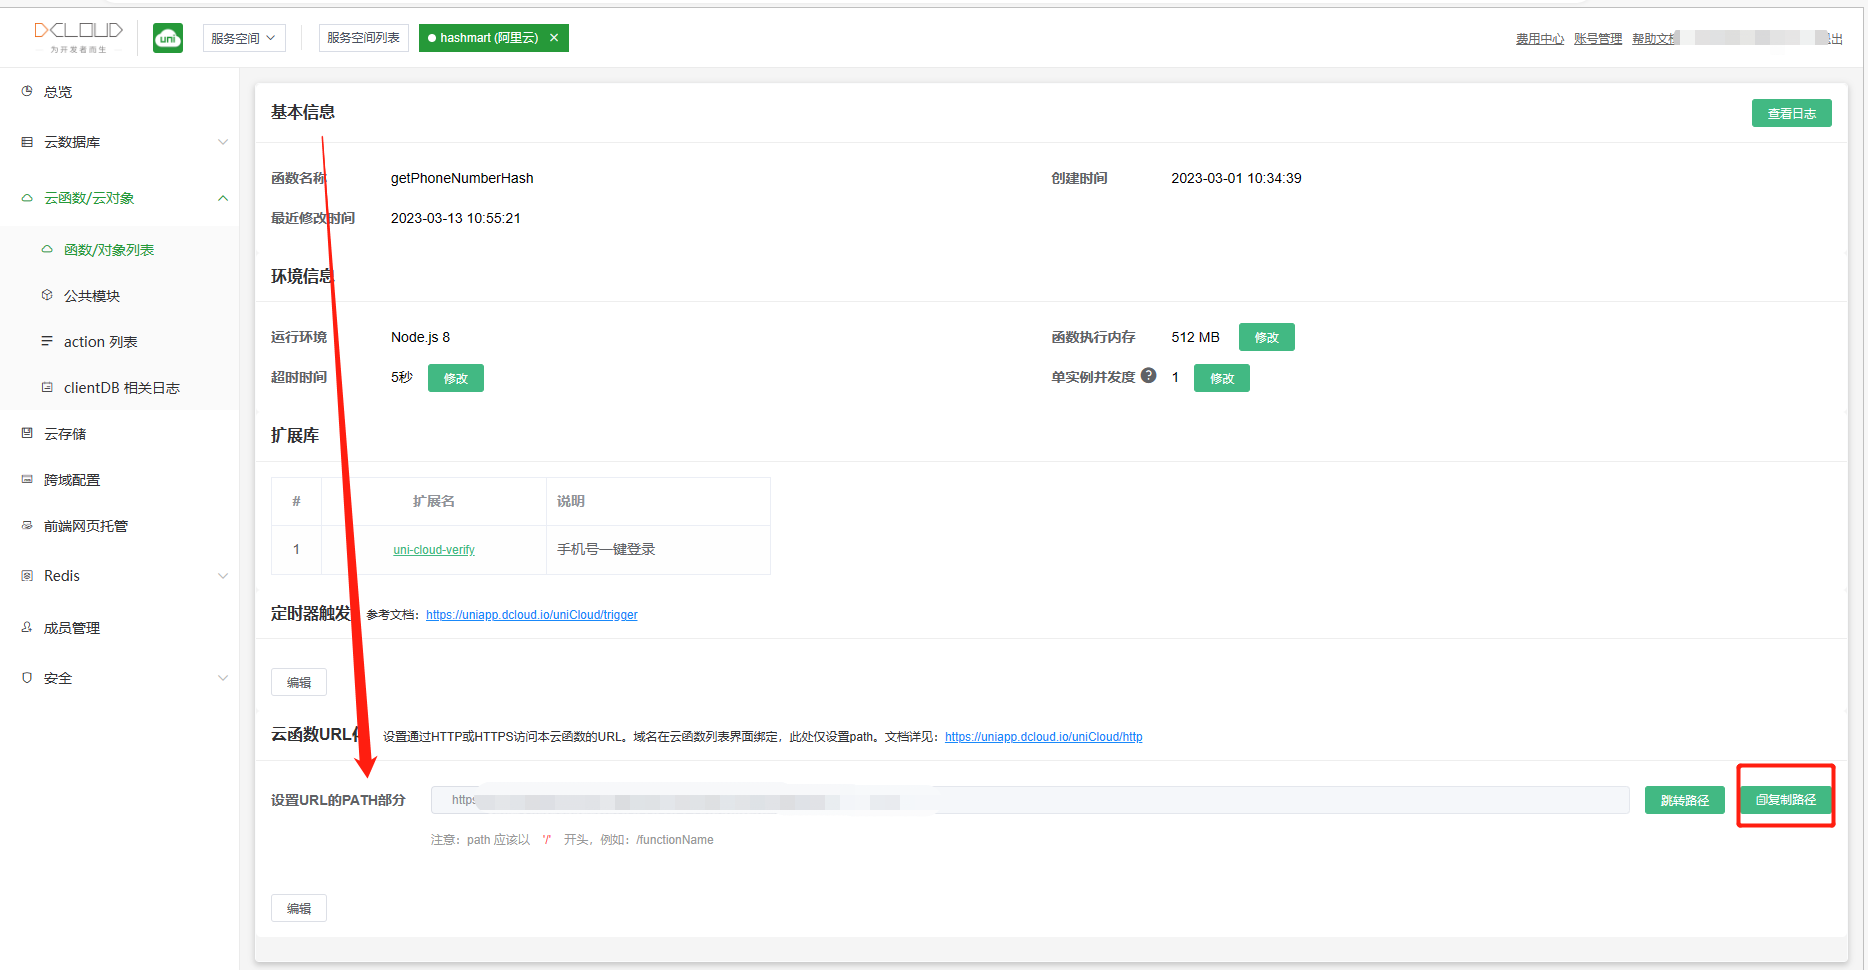 DCLOUD
为开发者而生
uni
服务空间
服务空间列表
hashmart (阿里云) ×
费用中心 账号管理 帮助文档
出
总览
云数据库
云函数/云对象
函数/对象列表
公共模块
action 列表
clientDB 相关日志
云存储
跨域配置
前端网页托管
Redis
成员管理
安全
基本信息
查看日志
函数名称 getPhoneNumberHash
创建时间 2023-03-01 10:34:39
最近修改时间 2023-03-13 10:55:21
环境信息
运行环境 Node.js 8
函数执行内存 512 MB 修改
超时时间 5秒 修改
单实例并发度 ? 1 修改
扩展库
# 扩展名 说明
1 uni-cloud-verify 手机号一键登录
定时器触发 参考文档: https://uniapp.dcloud.io/uniCloud/trigger
编辑
云函数URL化 设置通过HTTP或HTTPS访问本云函数的URL。域名在云函数列表界面绑定，此处仅设置path。文档详见: https://uniapp.dcloud.io/uniCloud/http
设置URL的PATH部分 https
跳转路径 复制路径
注意: path 应该以 '/' 开头，例如: /functionName
编辑